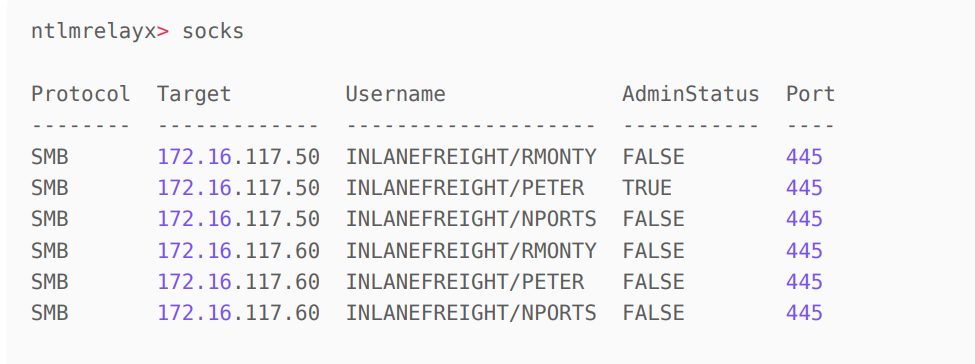 ntlmrelayx> socks
Protocol  Target         Username              AdminStatus  Port
--------  -------------  --------------------  -----------  ----
SMB       172.16.117.50  INLANEFREIGHT/RMONTY  FALSE        445
SMB       172.16.117.50  INLANEFREIGHT/PETER   TRUE         445
SMB       172.16.117.50  INLANEFREIGHT/NPORTS  FALSE        445
SMB       172.16.117.60  INLANEFREIGHT/RMONTY  FALSE        445
SMB       172.16.117.60  INLANEFREIGHT/PETER   FALSE        445
SMB       172.16.117.60  INLANEFREIGHT/NPORTS  FALSE        445